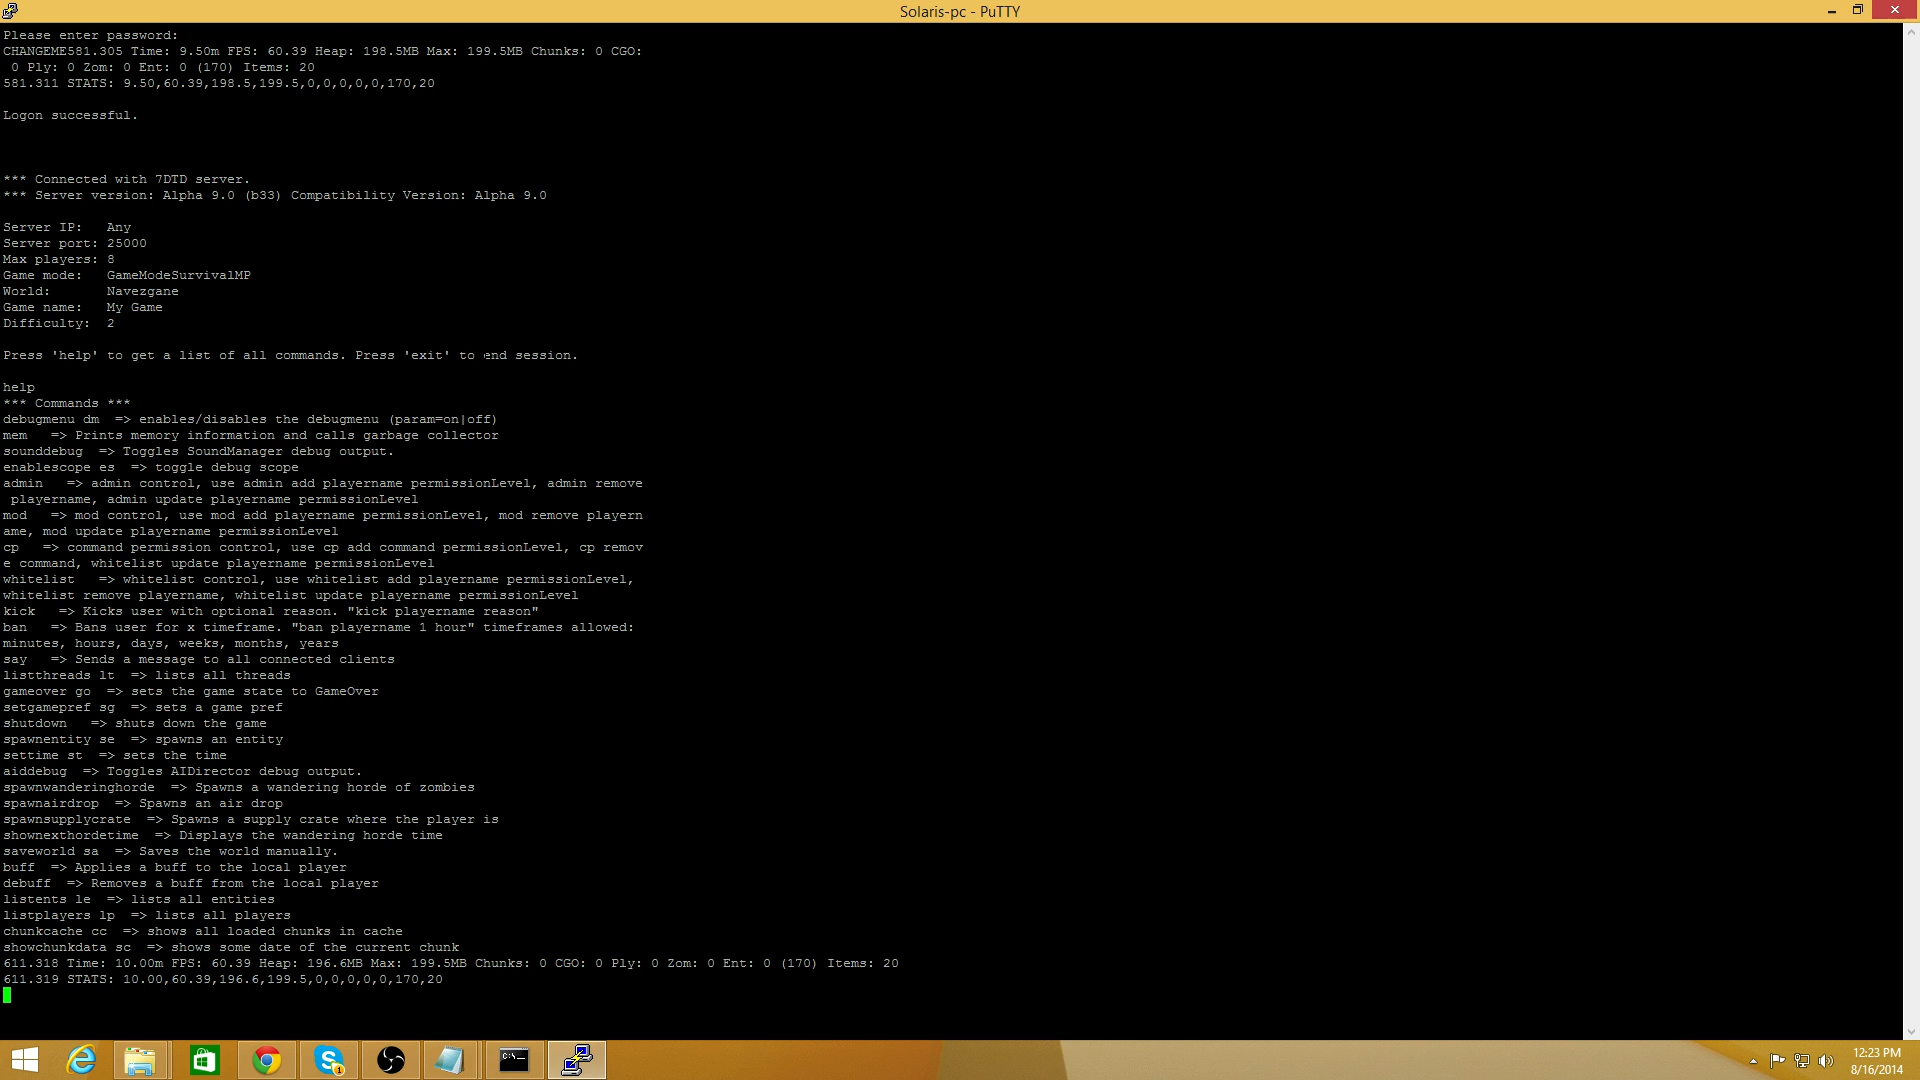 Solaris-pc - PuTTY
Please enter password:
CHANGEME581.305 Time: 9.50m FPS: 60.39 Heap: 198.5MB Max: 199.5MB Chunks: 0 CGO:
0 Ply: 0 Zom: 0 Ent: 0 (170) Items: 20
581.311 STATS: 9.50,60.39,198.5,199.5,0,0,0,0,0,170,20
Logon successful.
*** Connected with 7DTD server.
*** Server version: Alpha 9.0 (b33) Compatibility Version: Alpha 9.0
Server IP:   Any
Server port: 25000
Max players: 8
Game mode:   GameModeSurvivalMP
World:       Navezgane
Game name:   My Game
Difficulty:  2
Press 'help' to get a list of all commands. Press 'exit' to end session.
help
*** Commands ***
debugmenu dm  => enables/disables the debugmenu (param=on|off)
mem   => Prints memory information and calls garbage collector
sounddebug  => Toggles SoundManager debug output.
enablescope es  => toggle debug scope
admin   => admin control, use admin add playername permissionLevel, admin remove
playername, admin update playername permissionLevel
mod   => mod control, use mod add playername permissionLevel, mod remove playern
ame, mod update playername permissionLevel
cp   => command permission control, use cp add command permissionLevel, cp remov
e command, whitelist update playername permissionLevel
whitelist   => whitelist control, use whitelist add playername permissionLevel,
whitelist remove playername, whitelist update playername permissionLevel
kick   => Kicks user with optional reason. "kick playername reason"
ban   => Bans user for x timeframe. "ban playername 1 hour" timeframes allowed:
minutes, hours, days, weeks, months, years
say   => Sends a message to all connected clients
listthreads lt  => lists all threads
gameover go  => sets the game state to GameOver
setgamepref sg  => sets a game pref
shutdown   => shuts down the game
spawnentity se  => spawns an entity
settime st  => sets the time
aiddebug  => Toggles AIDirector debug output.
spawnwanderinghorde  => Spawns a wandering horde of zombies
spawnairdrop  => Spawns an air drop
spawnsupplycrate  => Spawns a supply crate where the player is
shownexthordetime  => Displays the wandering horde time
saveworld sa  => Saves the world manually.
buff  => Applies a buff to the local player
debuff  => Removes a buff from the local player
listents le  => lists all entities
listplayers lp  => lists all players
chunkcache cc  => shows all loaded chunks in cache
showchunkdata sc  => shows some date of the current chunk
611.318 Time: 10.00m FPS: 60.39 Heap: 196.6MB Max: 199.5MB Chunks: 0 CGO: 0 Ply: 0 Zom: 0 Ent: 0 (170) Items: 20
611.319 STATS: 10.00,60.39,196.6,199.5,0,0,0,0,0,170,20
1
C:\_
12:23 PM
8/16/2014